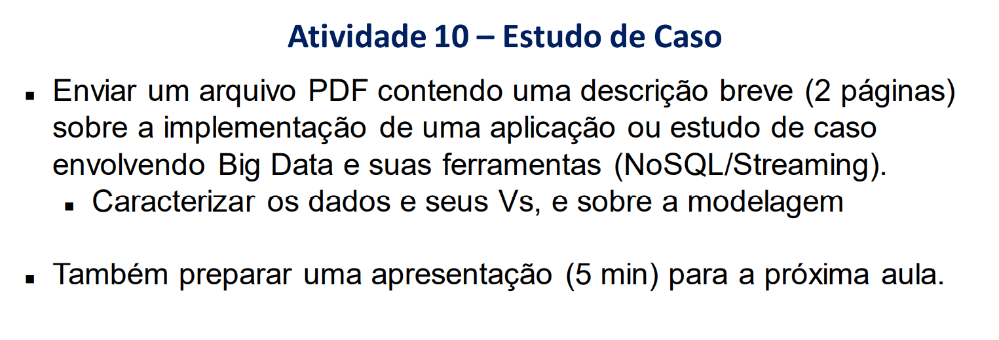 Atividade 10 – Estudo de Caso
▪ Enviar um arquivo PDF contendo uma descrição breve (2 páginas)
sobre a implementação de uma aplicação ou estudo de caso
envolvendo Big Data e suas ferramentas (NoSQL/Streaming).
▪ Caracterizar os dados e seus Vs, e sobre a modelagem
▪ Também preparar uma apresentação (5 min) para a próxima aula.